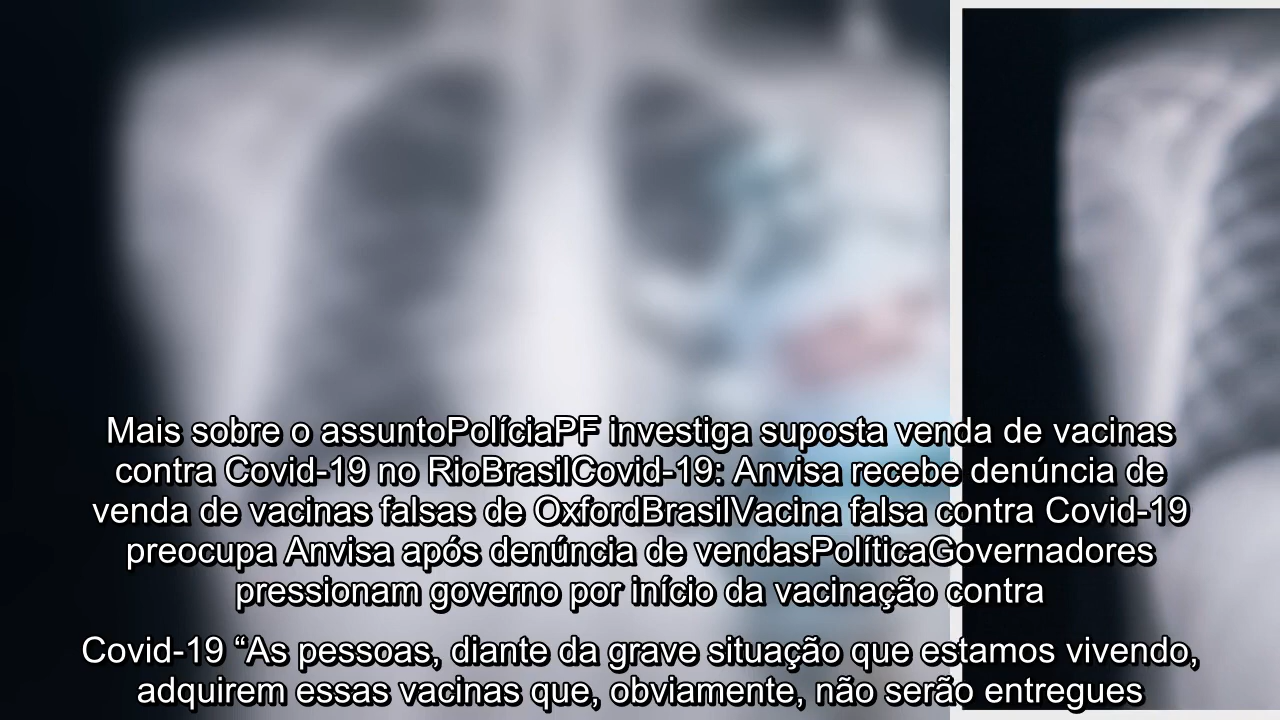 Mais sobre o assuntoPolíciaPF investiga suposta venda de vacinas
contra Covid-19 no RioBrasilCovid-19: Anvisa recebe denúncia de
venda de vacinas falsas de OxfordBrasilVacina falsa contra Covid-19
preocupa Anvisa após denúncia de vendasPolíticaGovernadores
pressionam governo por início da vacinação contra
Covid-19 “As pessoas, diante da grave situação que estamos vivendo,
adquirem essas vacinas que, obviamente, não serão entregues